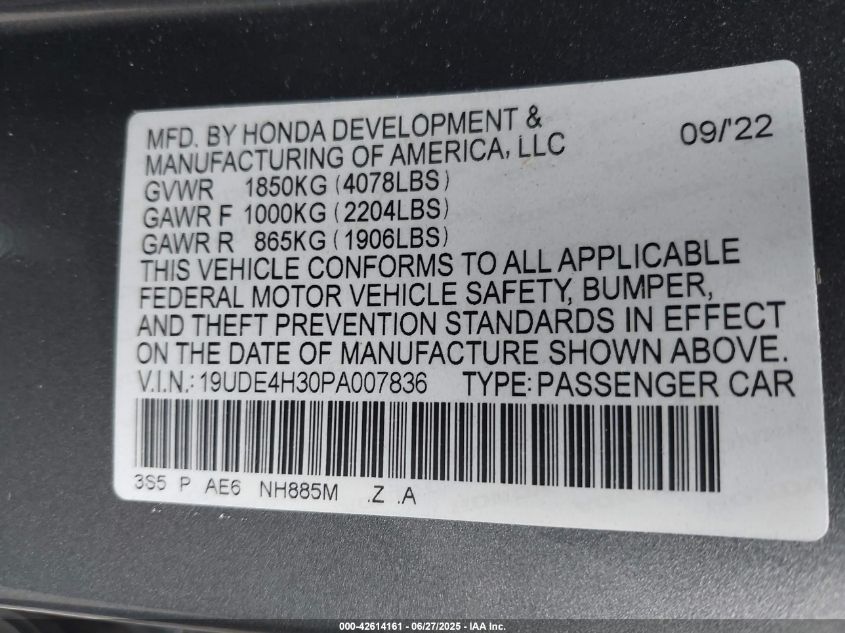 MFD. BY HONDA DEVELOPMENT & 09/'22
MANUFACTURING OF AMERICA, LLC
GVWR 1850KG (4078LBS)
GAWR F 1000KG (2204LBS)
GAWR R 865KG (1906LBS)
THIS VEHICLE CONFORMS TO ALL APPLICABLE
FEDERAL MOTOR VEHICLE SAFETY, BUMPER,
AND THEFT PREVENTION STANDARDS IN EFFECT
ON THE DATE OF MANUFACTURE SHOWN ABOVE.
V.I.N.: 19UDE4H30PA007836 TYPE: PASSENGER CAR
3S5 P AE6 NH885M .Z .A
000-42614161 - 06/27/2025 - IAA Inc.